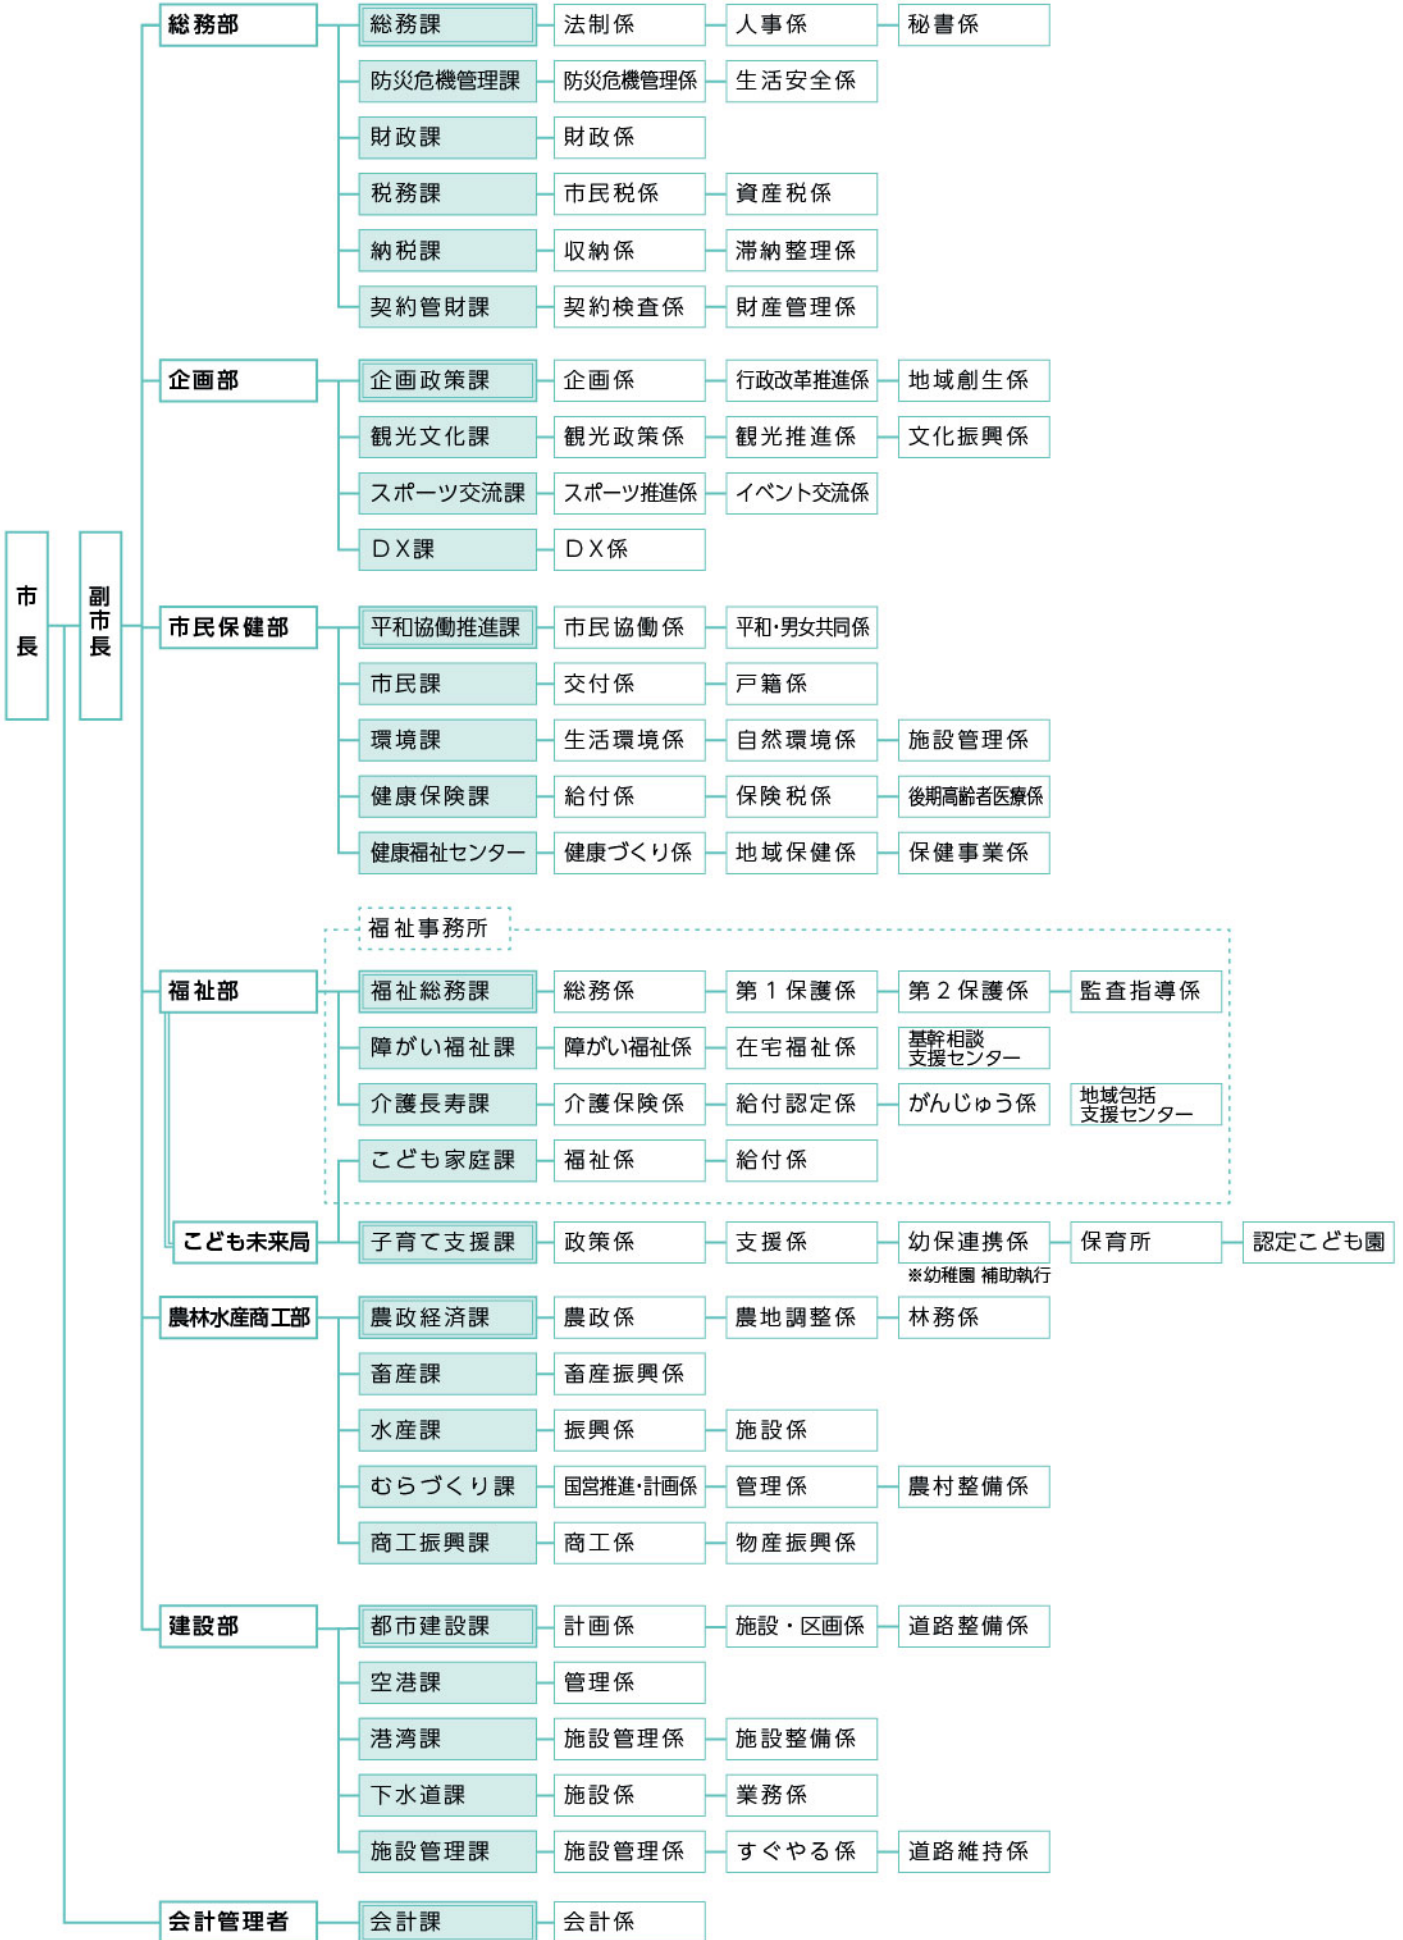 総務部
総務課 法制係 人事係 秘書係
防災危機管理課 防災危機管理係 生活安全係
財政課 財政係
税務課 市民税係 資産税係
納税課 収納係 滞納整理係
契約管財課 契約検査係 財産管理係
企画部
企画政策課 企画係 行政改革推進係 地域創生係
観光文化課 観光政策係 観光推進係 文化振興係
スポーツ交流課 スポーツ推進係 イベント交流係
DX課 DX係
市長
副市長
市民保健部
平和協働推進課 市民協働係 平和・男女共同係
市民課 交付係 戸籍係
環境課 生活環境係 自然環境係 施設管理係
健康保険課 給付係 保険税係 後期高齢者医療係
健康福祉センター 健康づくり係 地域保健係 保健事業係
福祉事務所
福祉部
福祉総務課 総務係 第1保護係 第2保護係 監査指導係
障がい福祉課 障がい福祉係 在宅福祉係 基幹相談
支援センター
介護長寿課 介護保険係 給付認定係 がんじゅう係 地域包括
支援センター
こども家庭課 福祉係 給付係
こども未来局
子育て支援課 政策係 支援係 幼保連携係 保育所 認定こども園
※幼稚園 補助執行
農林水産商工部
農政経済課 農政係 農地調整係 林務係
畜産課 畜産振興係
水産課 振興係 施設係
むらづくり課 国営推進・計画係 管理係 農村整備係
商工振興課 商工係 物産振興係
建設部
都市建設課 計画係 施設・区画係 道路整備係
空港課 管理係
港湾課 施設管理係 施設整備係
下水道課 施設係 業務係
施設管理課 施設管理係 すぐやる係 道路維持係
会計管理者
会計課 会計係